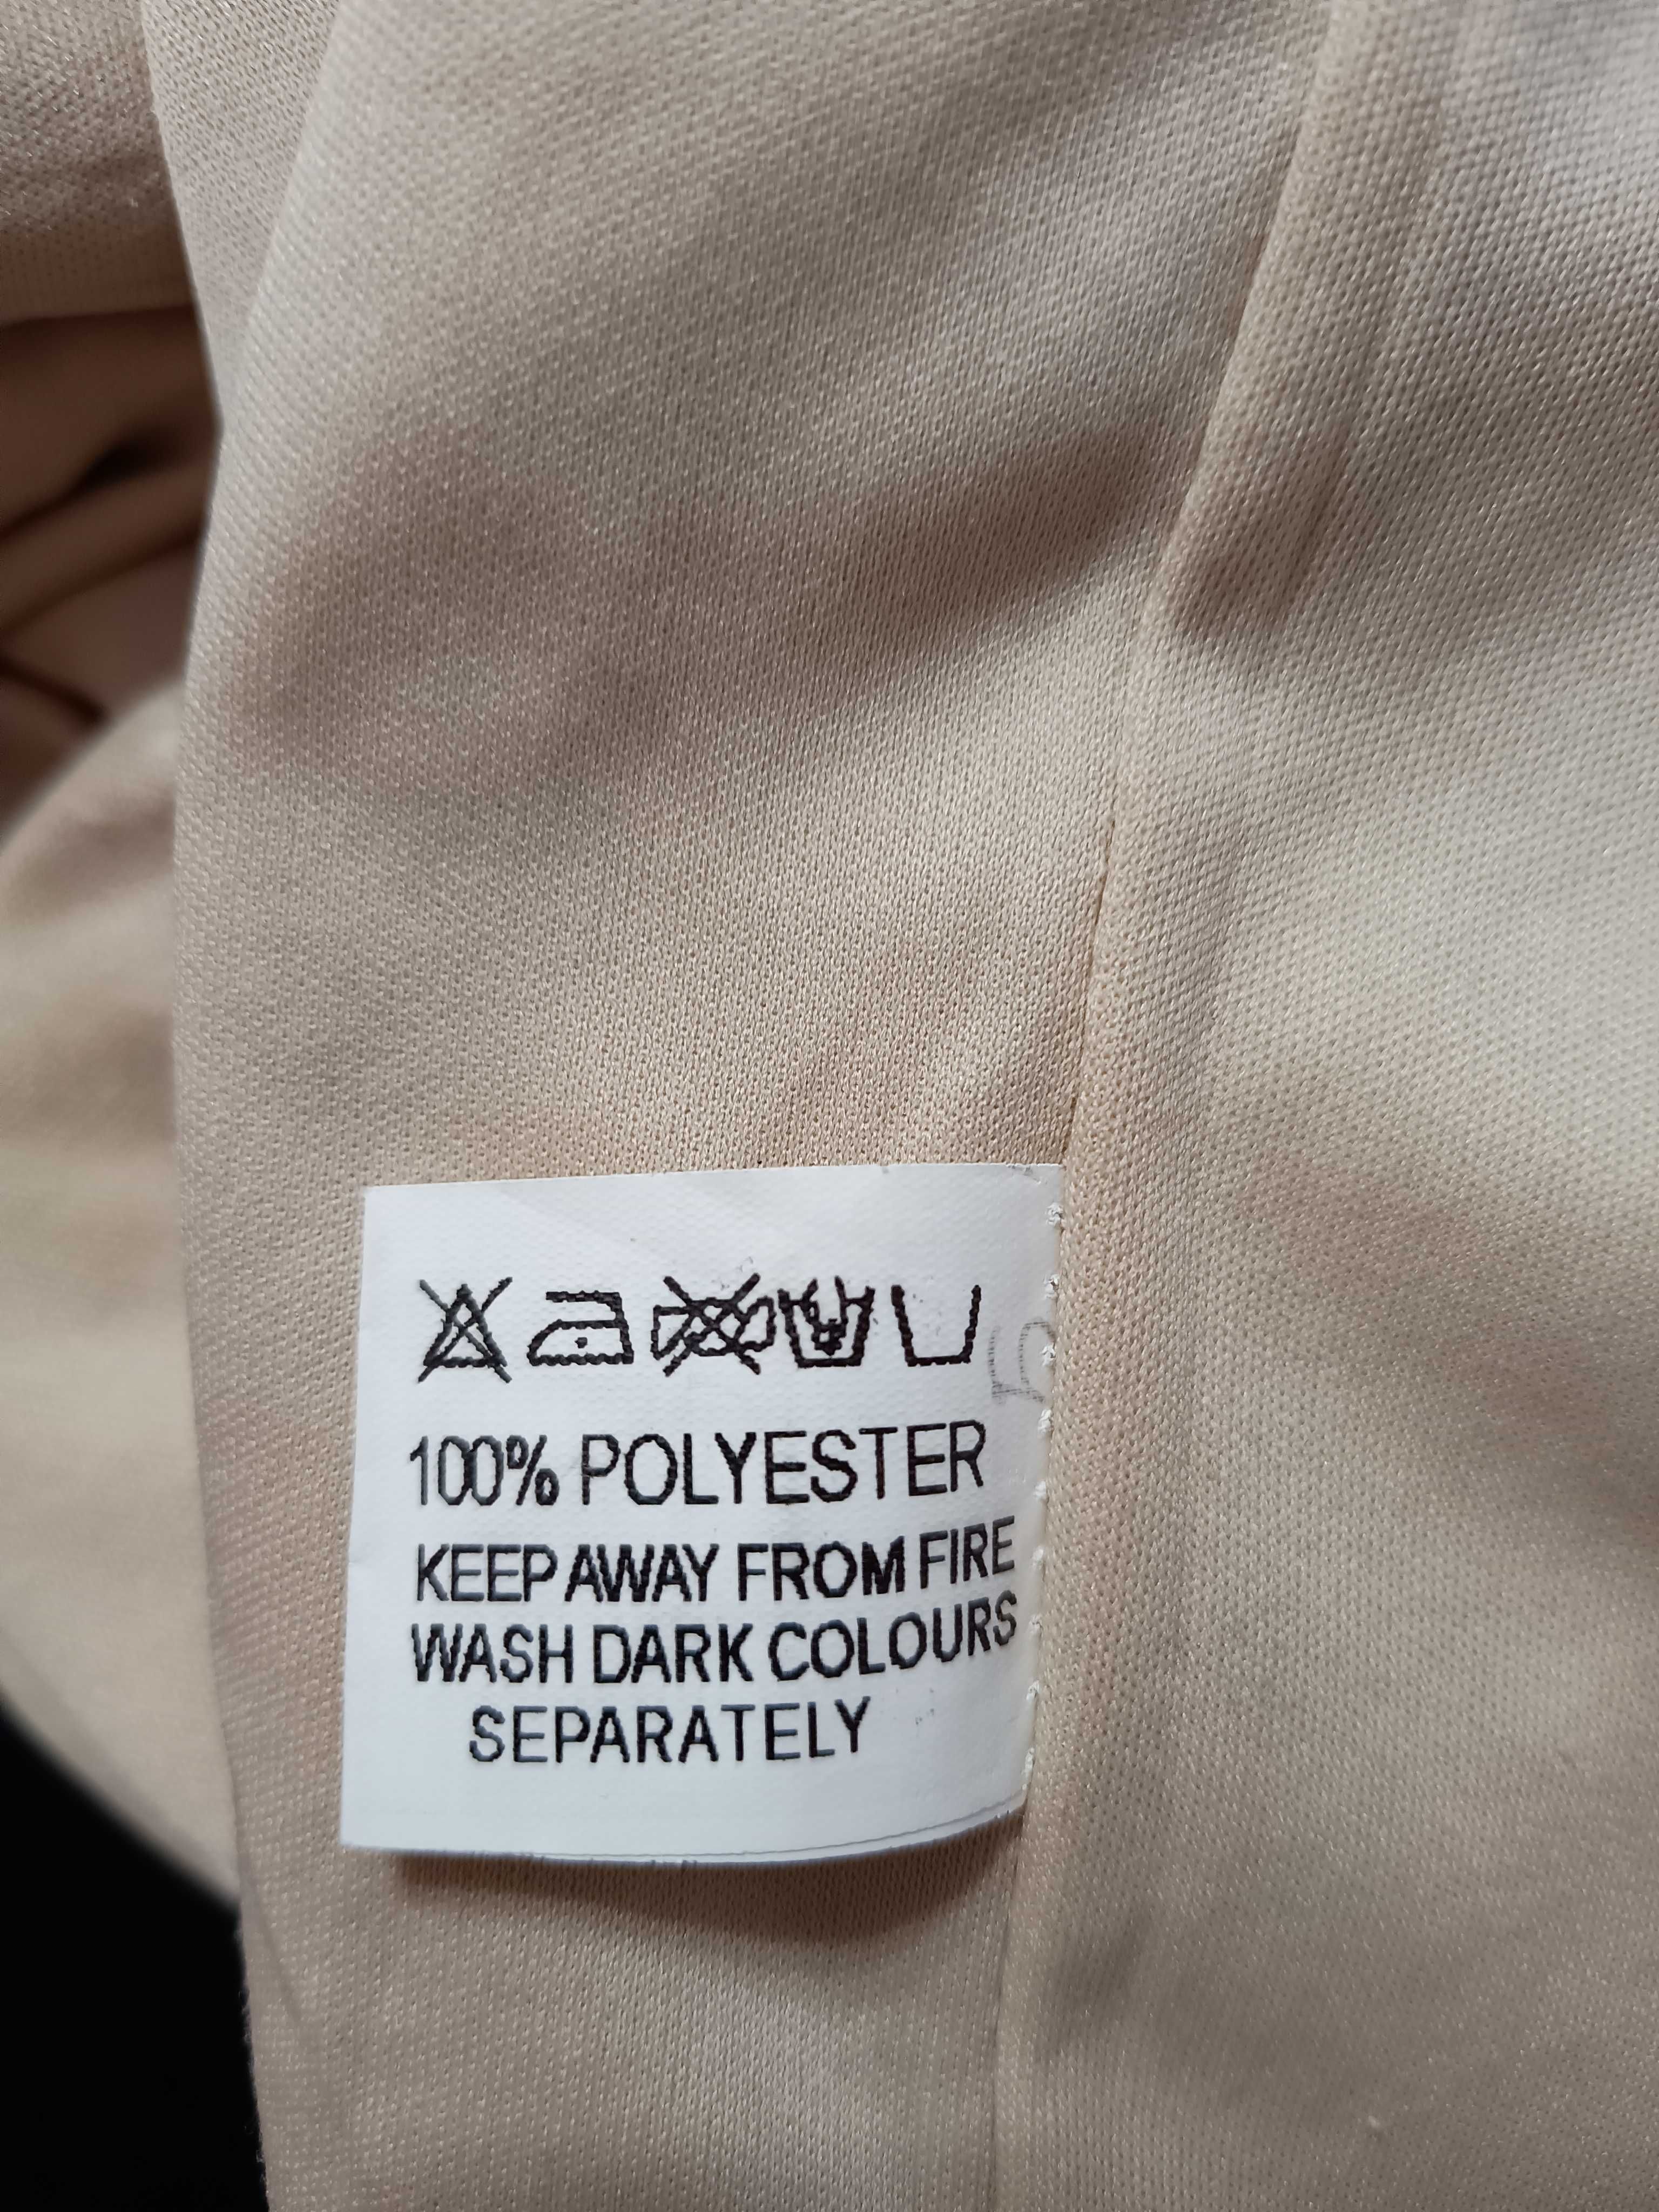 100% POLYESTER
KEEP AWAY FROM FIRE
WASH DARK COLOURS
SEPARATELY